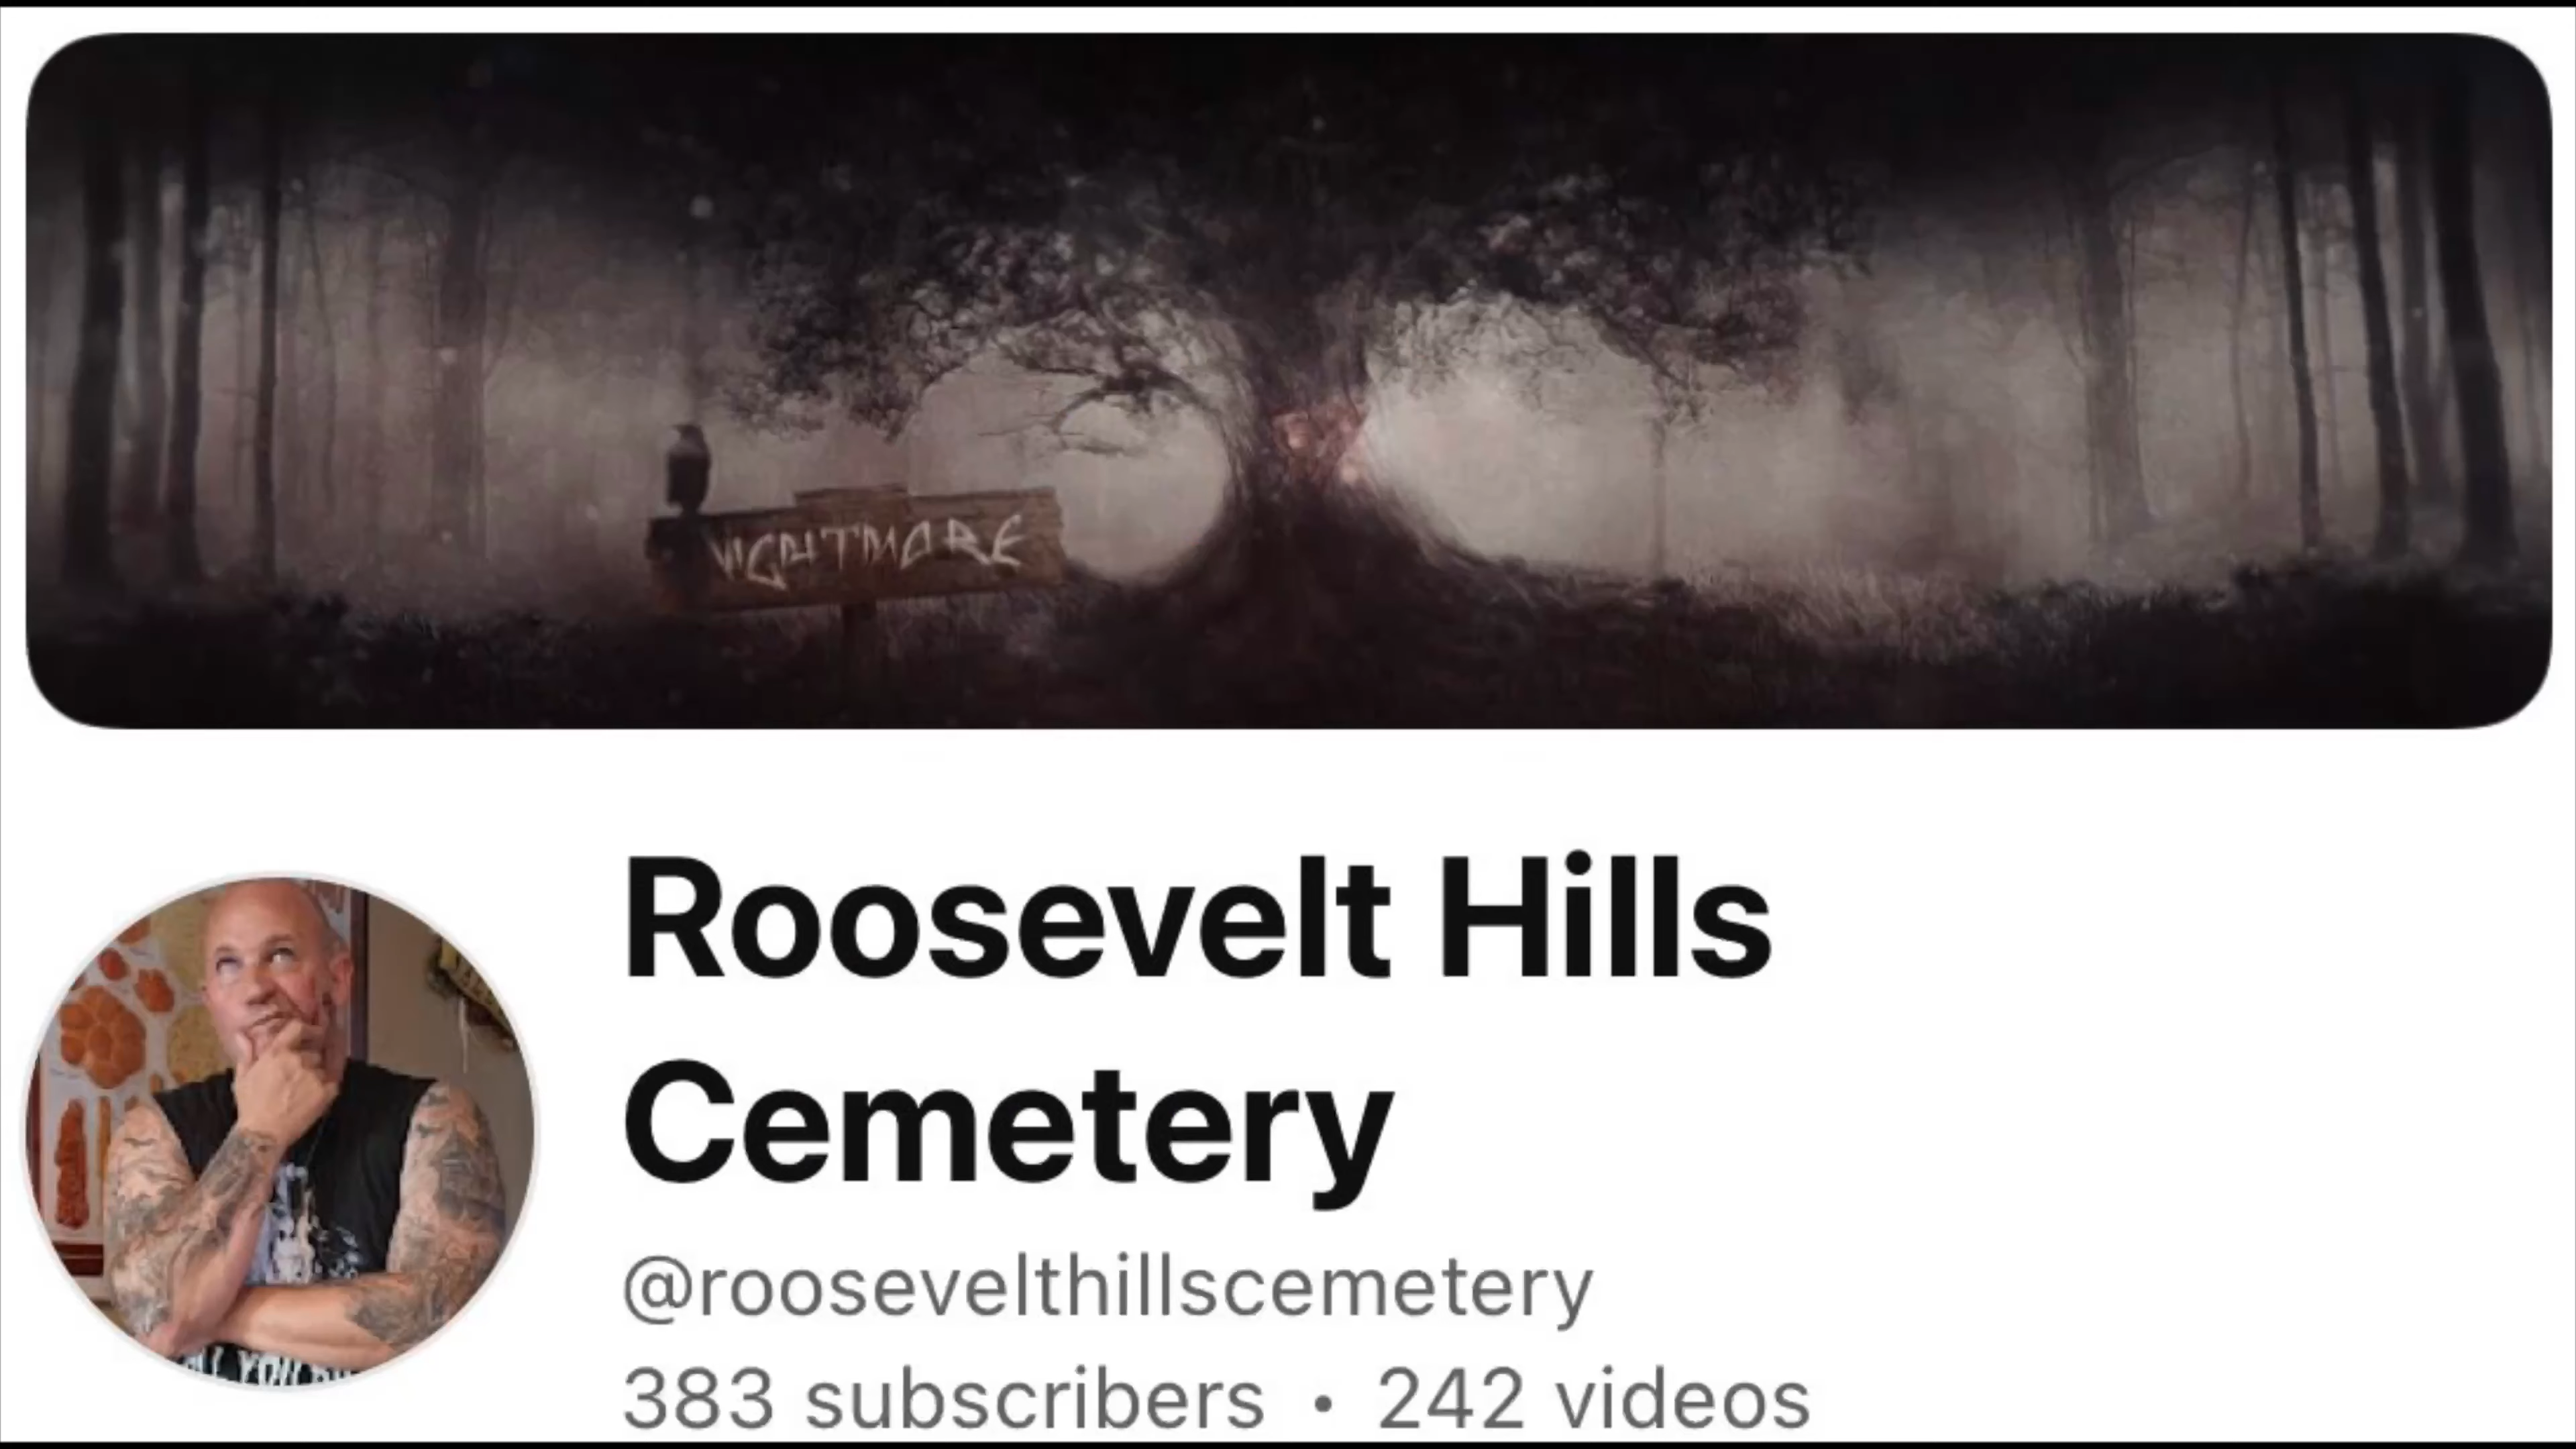 NIGHTMARE
Roosevelt Hills
Cemetery
@roosevelthillscemetery
383 subscribers • 242 videos